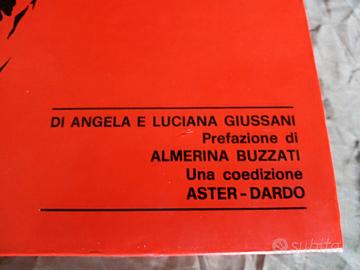 DI ANGELA E LUCIANA GIUSSANI
Prefazione di
ALMERINA BUZZATI
Una coedizione
ASTER-DARDO
subito